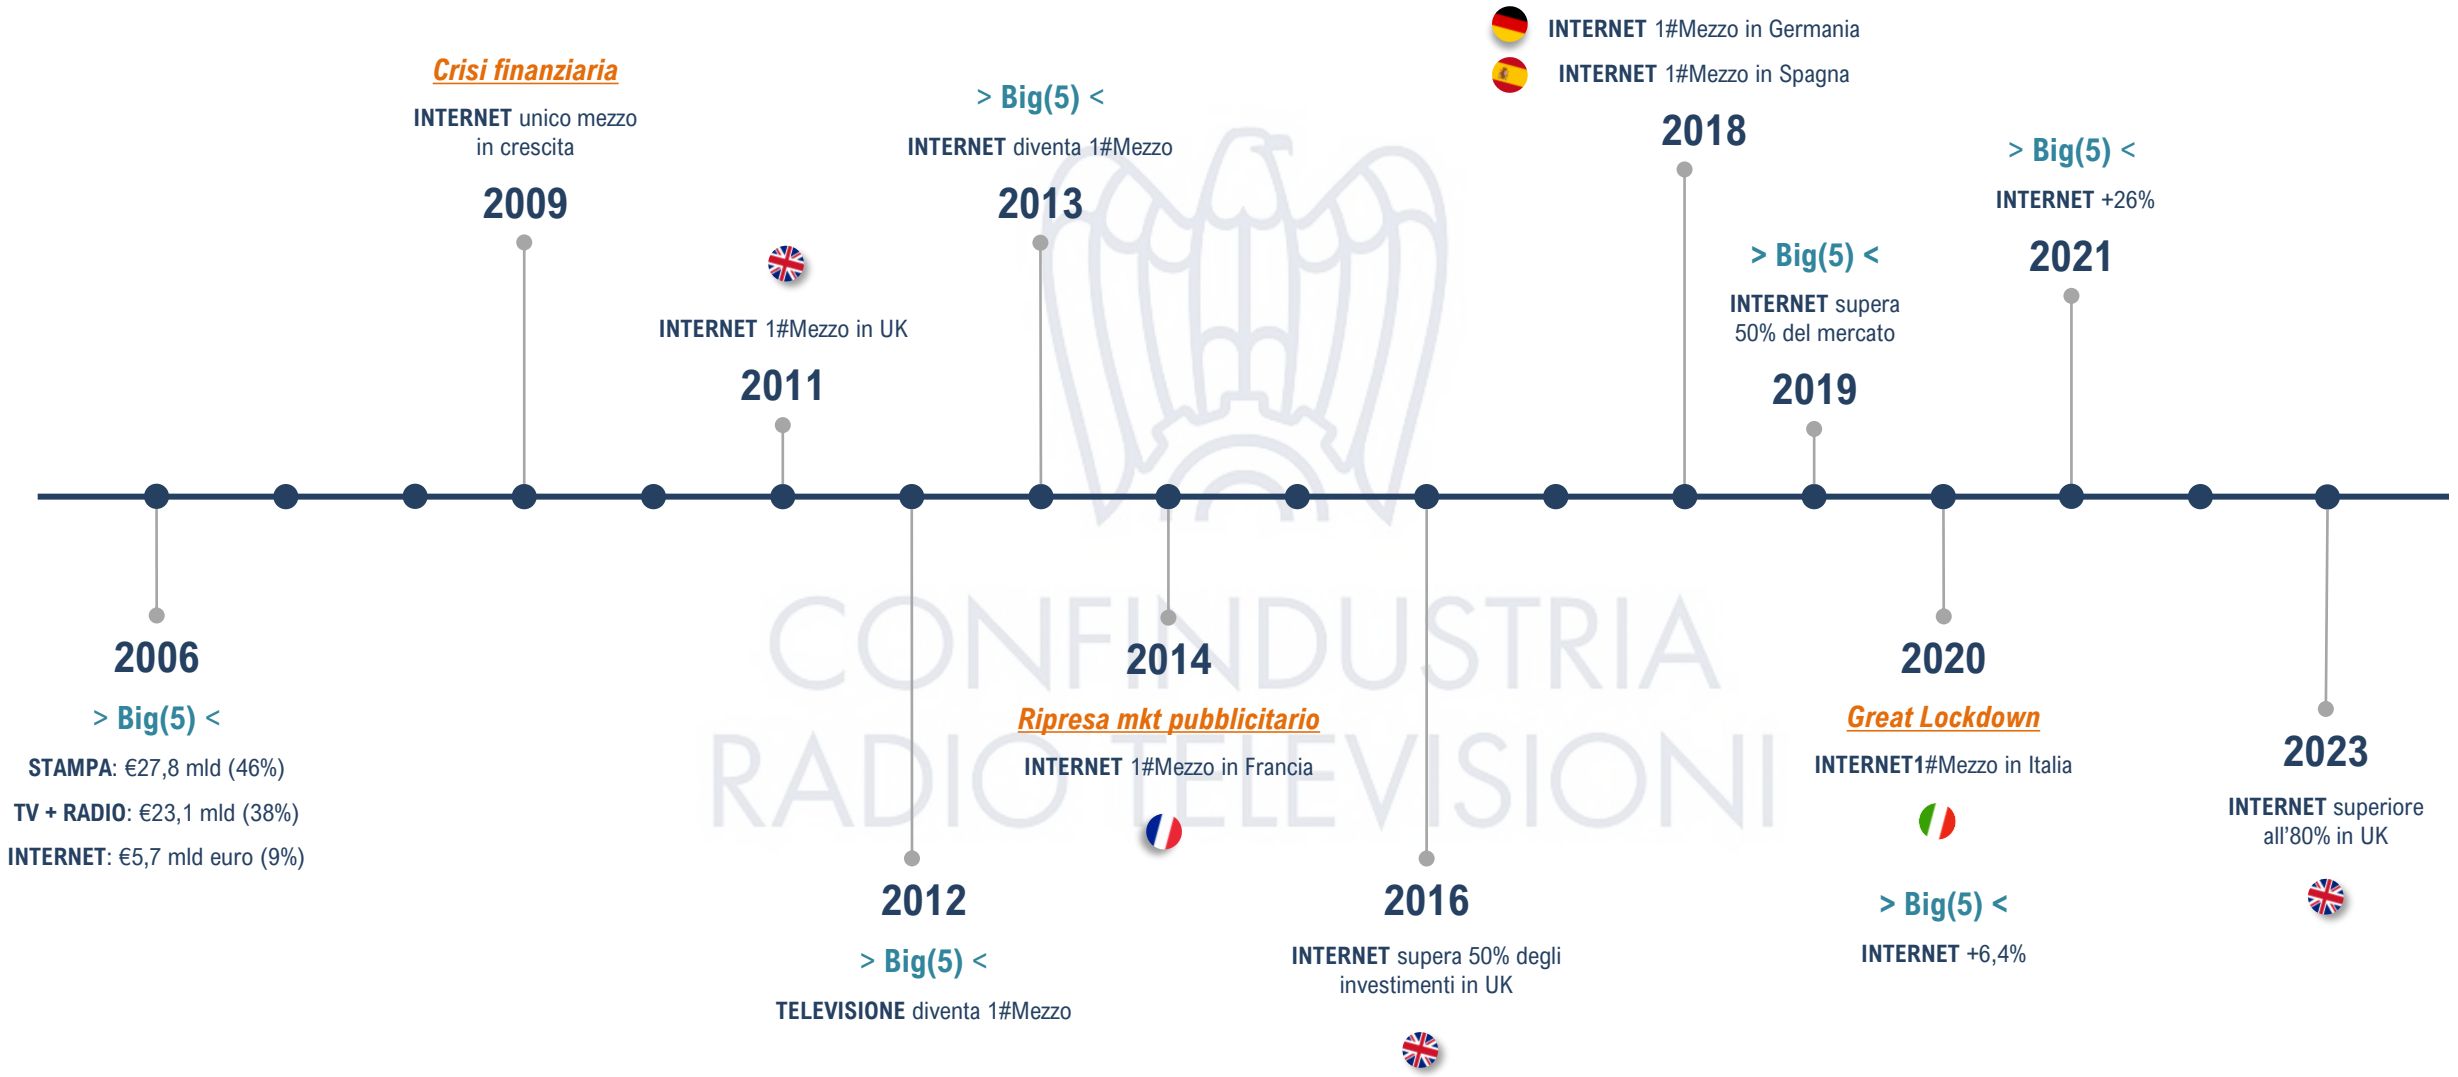 2006
> Big(5) <
STAMPA: €27,8 mld (46%)
TV + RADIO: €23,1 mld (38%)
INTERNET: €5,7 mld euro (9%)
Crisi finanziaria
INTERNET unico mezzo
in crescita
2009
INTERNET 1#Mezzo in UK
2011
2012
> Big(5) <
TELEVISIONE diventa 1#Mezzo
> Big(5) <
INTERNET diventa 1#Mezzo
2013
2014
Ripresa mkt pubblicitario
INTERNET 1#Mezzo in Francia
2016
INTERNET supera 50% degli
investimenti in UK
INTERNET 1#Mezzo in Germania
INTERNET 1#Mezzo in Spagna
2018
> Big(5) <
INTERNET supera
50% del mercato
2019
2020
Great Lockdown
INTERNET1#Mezzo in Italia
> Big(5) <
INTERNET +6,4%
> Big(5) <
INTERNET +26%
2021
2023
INTERNET superiore
all'80% in UK
CONFINDUSTRIA
RADIO TELEVISIONI